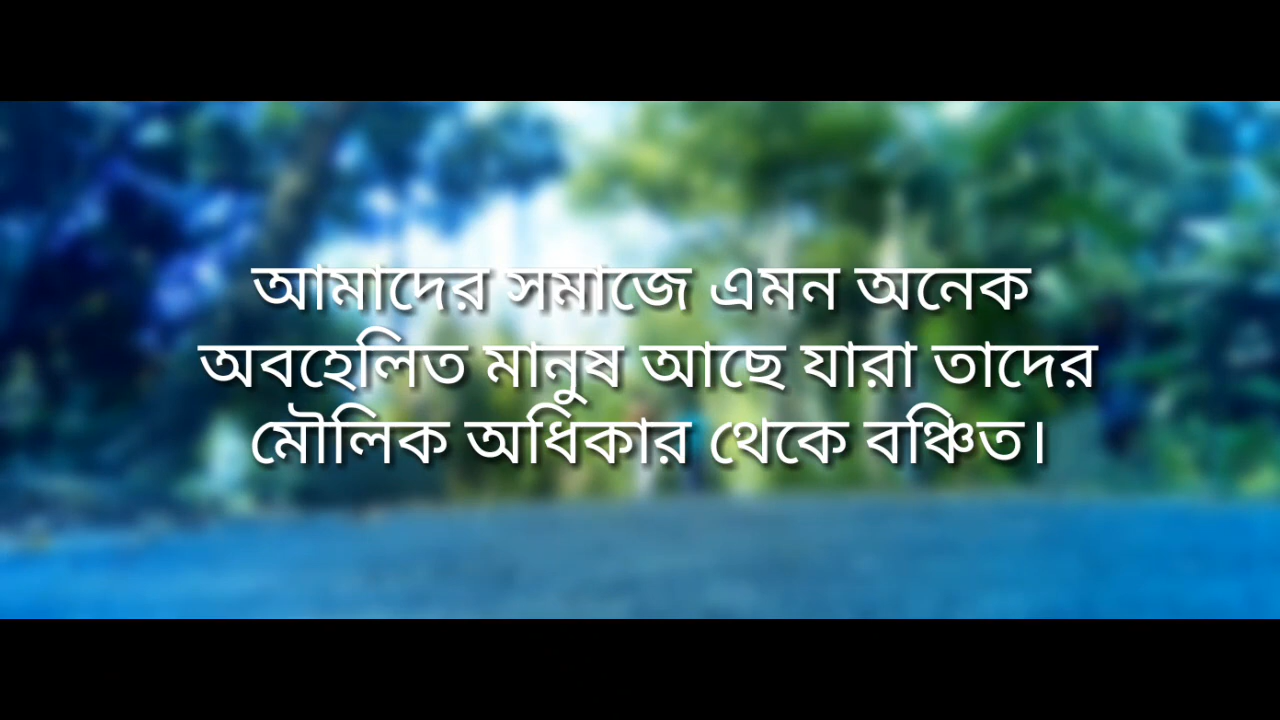 আমাদের সমাজে এমন অনেক
অবহেলিত মানুষ আছে যারা তাদের
মৌলিক অধিকার থেকে বঞ্চিত।